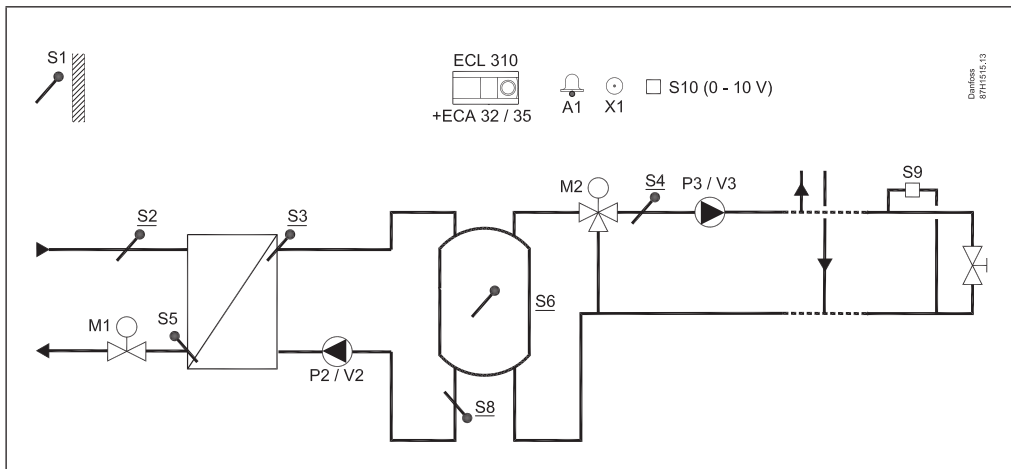 S1
ECL 310
+ECA 32 / 35
A1
X1
S10 (0 - 10 V)
Danfoss
87H1515.13
S2
S3
M2
S4
P3 / V3
S9
M1
S5
P2 / V2
S6
S8